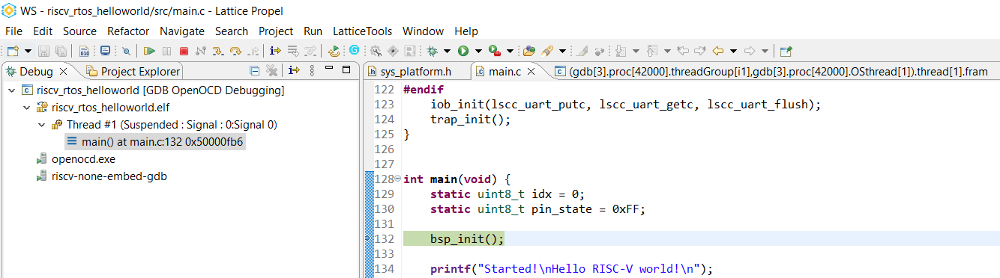 WS - riscv_rtos_helloworld/src/main.c - Lattice Propel
File Edit Source Refactor Navigate Search Project Run LatticeTools Window Help
Debug Project Explorer
riscv_rtos_helloworld [GDB OpenOCD Debugging]
riscv_rtos_helloworld.elf
Thread #1 (Suspended : Signal : 0:Signal 0)
main() at main.c:132 0x50000fb6
openocd.exe
riscv-none-embed-gdb
sys_platform.h main.c (gdb[3].proc[42000].threadGroup[i1],gdb[3].proc[42000].OSthread[1]).thread[1].fram
122 #endif
123 iob_init(lscc_uart_putc, lscc_uart_getc, lscc_uart_flush);
124 trap_init();
125 }
126
127
128 int main(void) {
129 static uint8_t idx = 0;
130 static uint8_t pin_state = 0xFF;
131
132 bsp_init();
133
134 printf("Started!\nHello RISC-V world!\n");